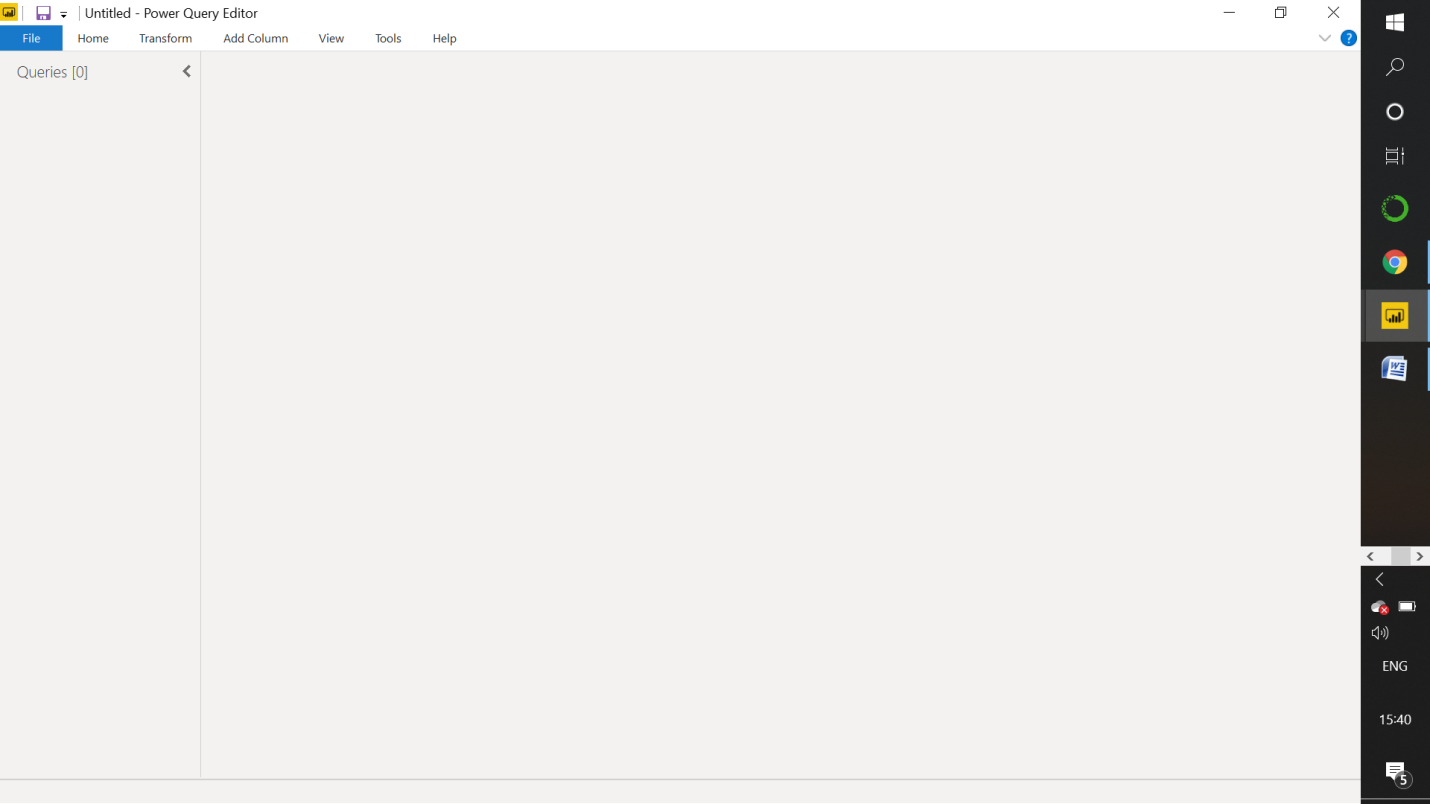 Untitled - Power Query Editor
File Home Transform Add Column View Tools Help ?
Queries [0]
W
ENG
15:40
5